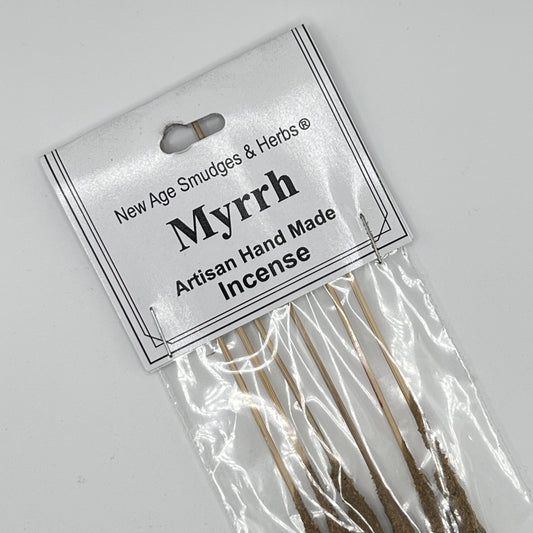 New Age Smudges & Herbs®
Myrrh
Artisan Hand Made
Incense